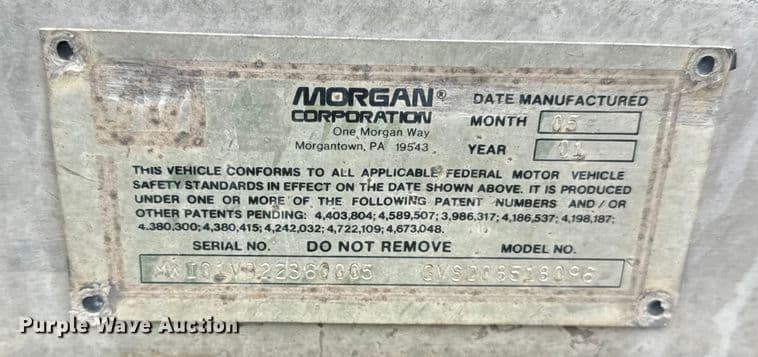 MORGAN®
CORPORATION
One Morgan Way
Morgantown, PA 19543
DATE MANUFACTURED
MONTH 05
YEAR 01
THIS VEHICLE CONFORMS TO ALL APPLICABLE FEDERAL MOTOR VEHICLE
SAFETY STANDARDS IN EFFECT ON THE DATE SHOWN ABOVE. IT IS PRODUCED
UNDER ONE OR MORE OF THE FOLLOWING PATENT NUMBERS AND/OR
OTHER PATENTS PENDING: 4,403,804; 4,589,507; 3,986,317; 4,186,537; 4,198,187;
4,380,300; 4,380,415; 4,242,032; 4,722,109; 4,673,048.
SERIAL NO. DO NOT REMOVE MODEL NO.
GVSD08518096
Purple Wave Auction